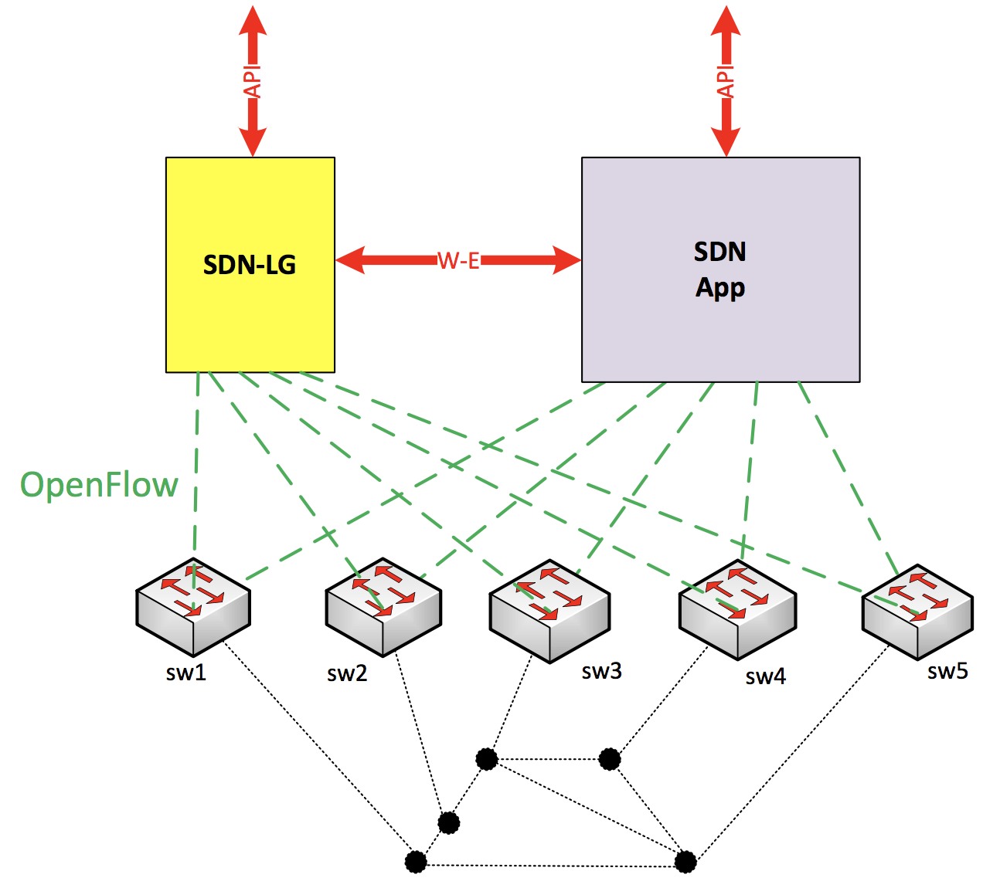 API
API
SDN-LG
W-E
SDN
App
OpenFlow
sw1
sw2
sw3
sw4
sw5